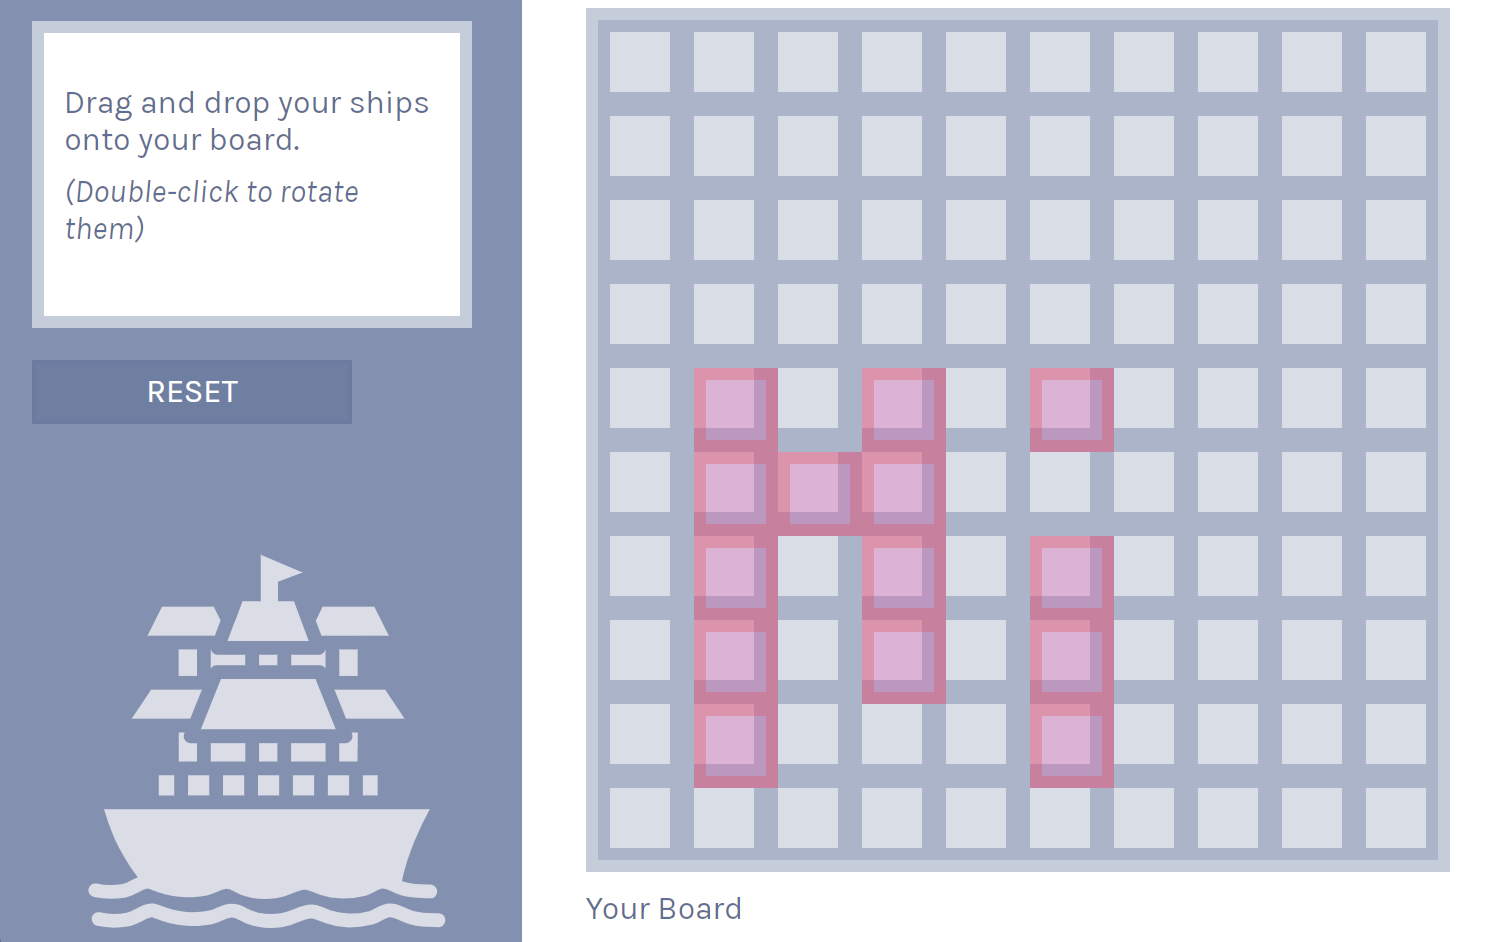 Drag and drop your ships
onto your board.
(Double-click to rotate
them)
RESET
Your Board